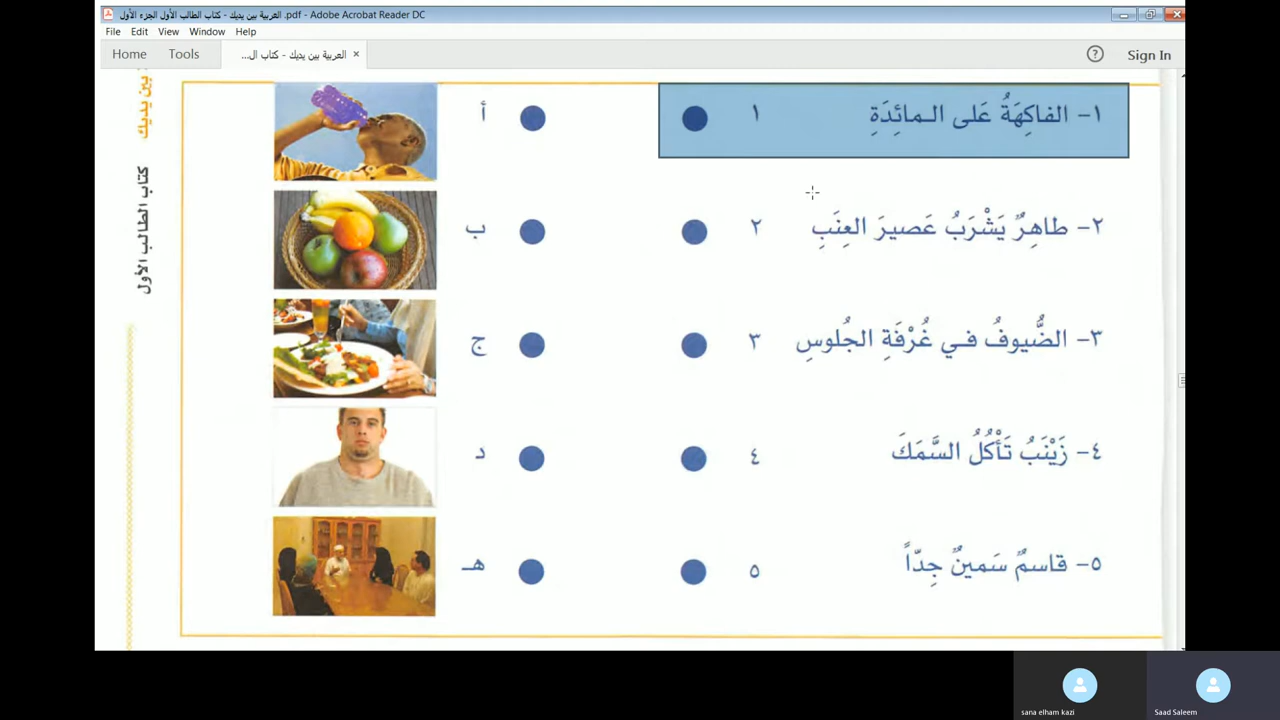 العربية بين يديك - كتاب الطالب الأول الجزء الأول .pdf - Adobe Acrobat Reader DC
File Edit View Window Help
Home Tools العربية بين يديك - كتاب ال... × ? Sign In
بين يديك
كتاب الطالب الأول
١- الفاكِهَةُ عَلى الـمائِدَةِ ١ أ
٢- طاهِرٌ يَشْرَبُ عَصيرَ العِنَبِ ٢ ب
٣- الضُّيوفُ فـي غُرْفَةِ الجُلوسِ ٣ ج
٤- زَيْنَبُ تَأْكُلُ السَّمَكَ ٤ د
٥- قاسمٌ سَمينٌ جِدّاً ٥ هـ
sana elham kazi
Saad Saleem